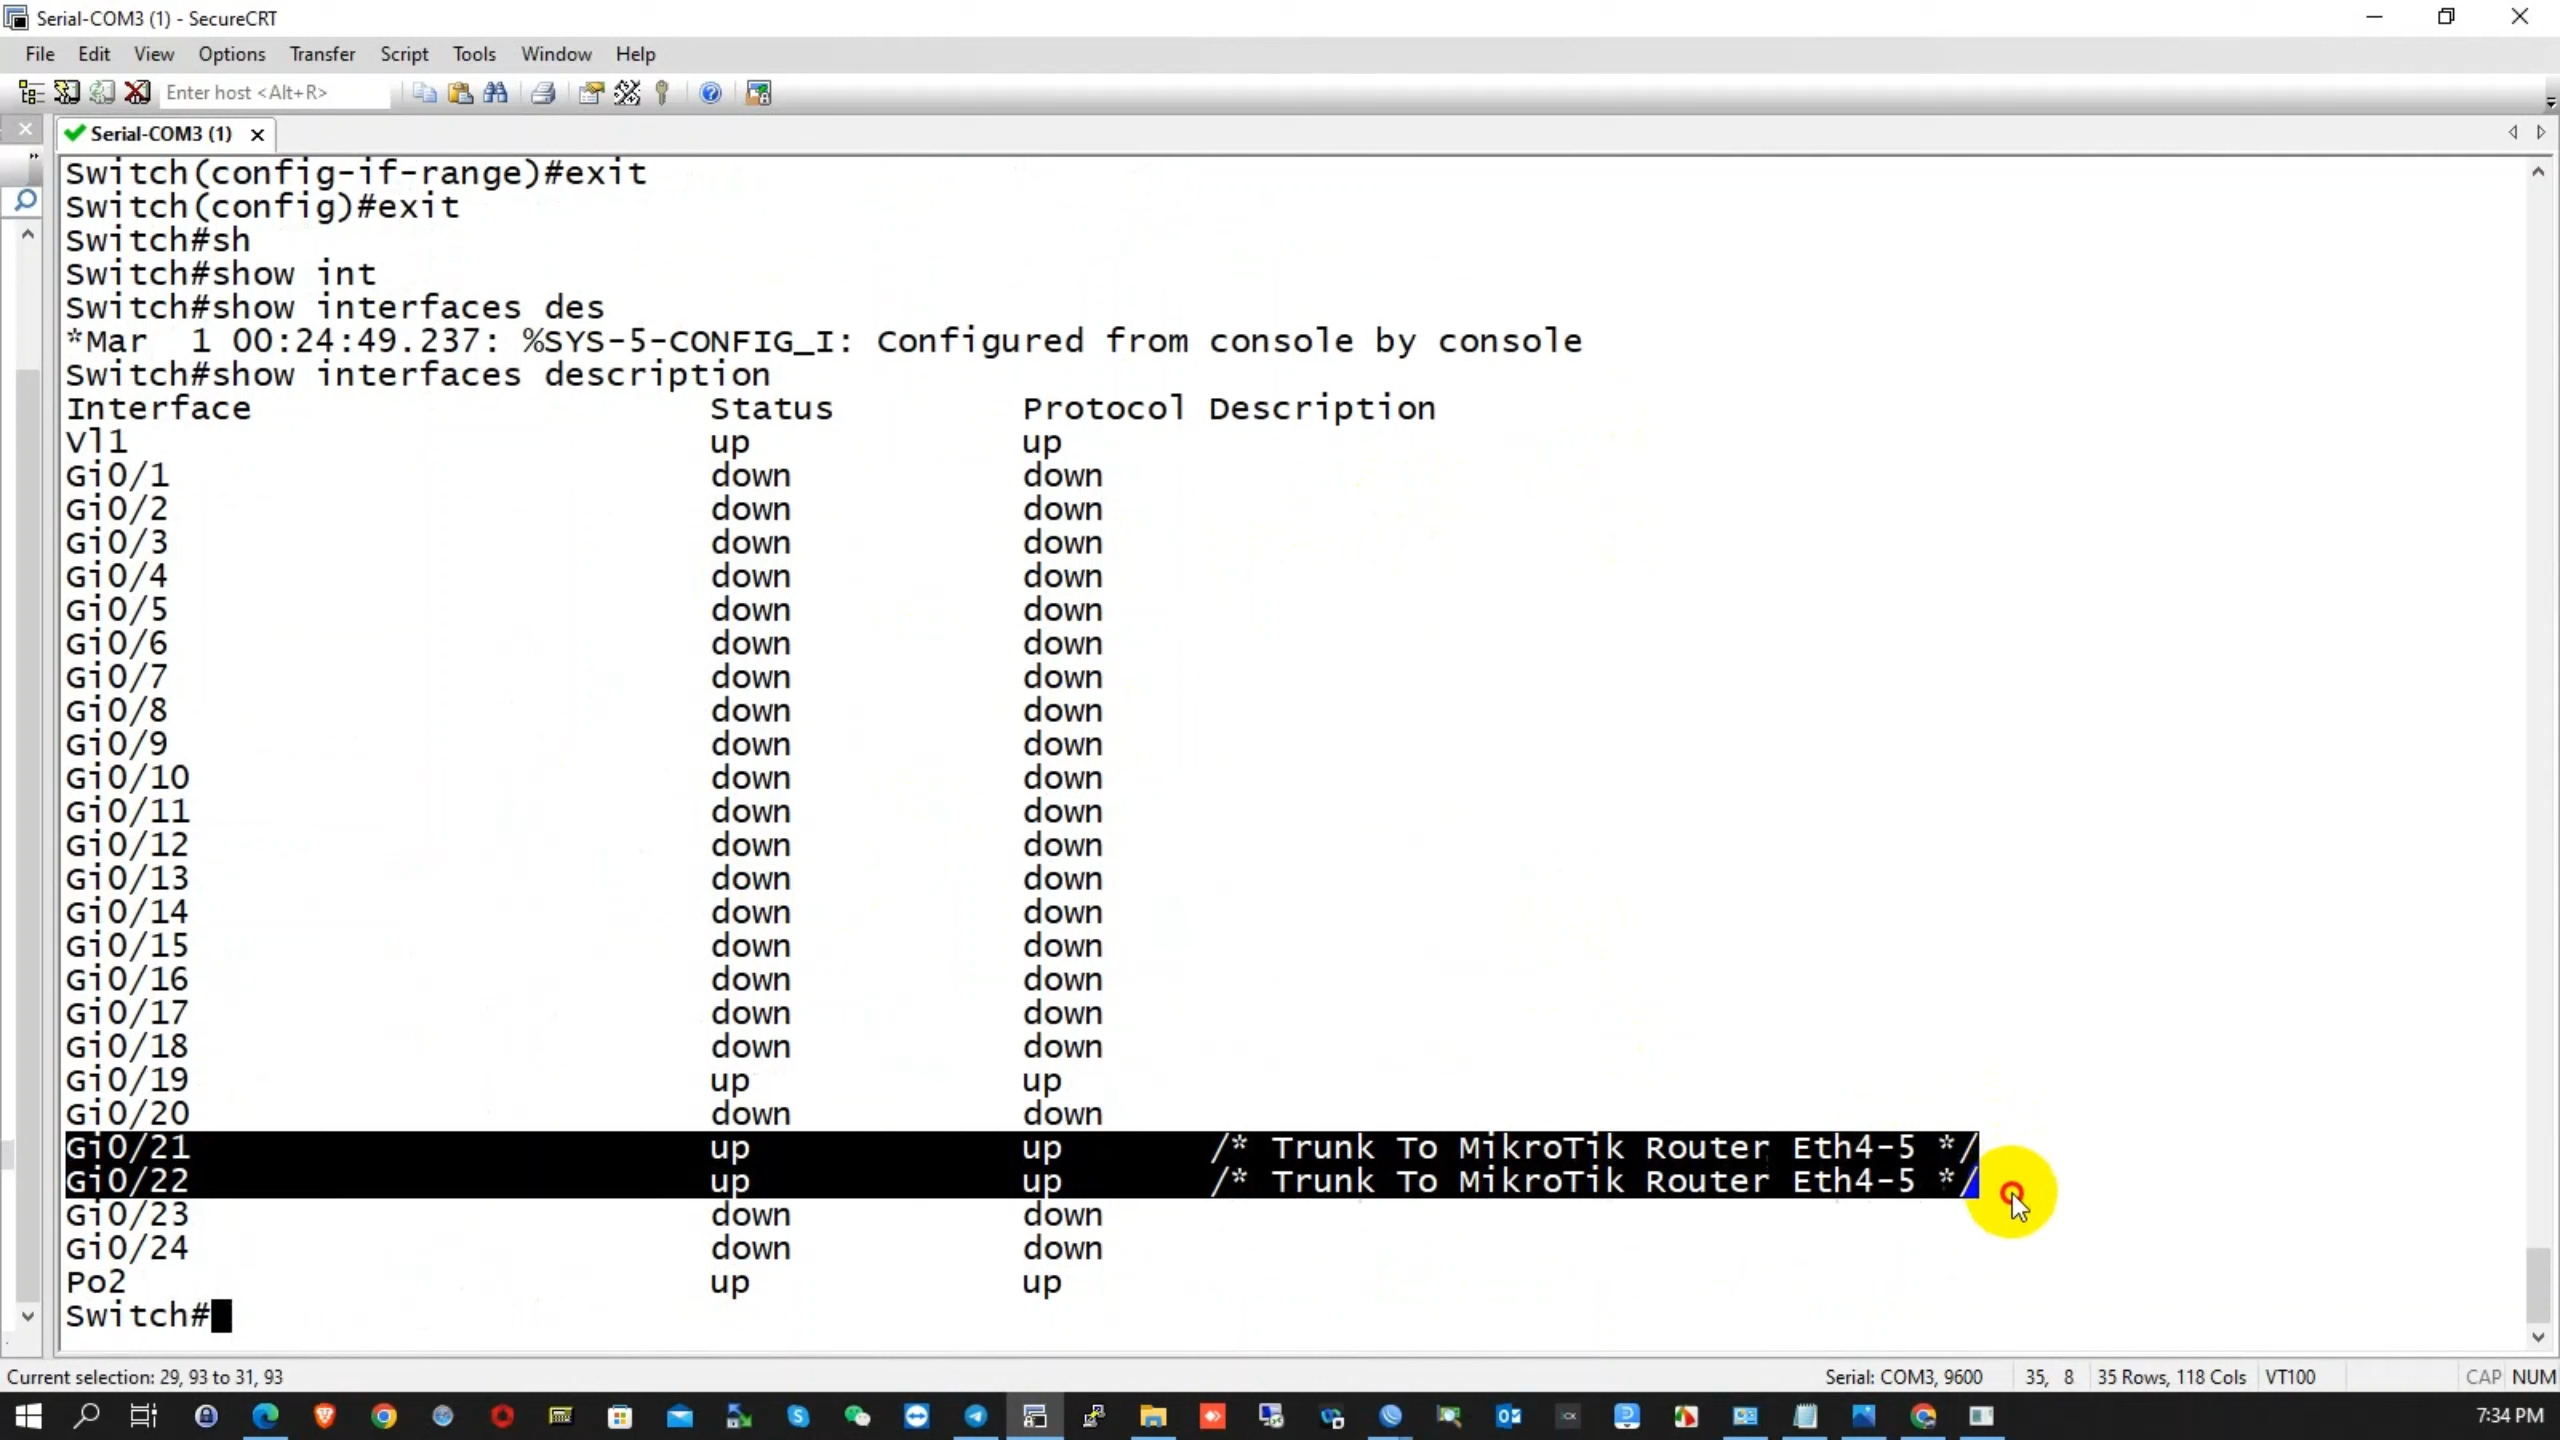 Serial-COM3 (1) - SecureCRT
File Edit View Options Transfer Script Tools Window Help
Enter host <Alt+R>
Serial-COM3 (1)
Switch(config-if-range)#exit
Switch(config)#exit
Switch#sh
Switch#show int
Switch#show interfaces des
*Mar  1 00:24:49.237: %SYS-5-CONFIG_I: Configured from console by console
Switch#show interfaces description
Interface Status Protocol Description
Vl1 up up
Gi0/1 down down
Gi0/2 down down
Gi0/3 down down
Gi0/4 down down
Gi0/5 down down
Gi0/6 down down
Gi0/7 down down
Gi0/8 down down
Gi0/9 down down
Gi0/10 down down
Gi0/11 down down
Gi0/12 down down
Gi0/13 down down
Gi0/14 down down
Gi0/15 down down
Gi0/16 down down
Gi0/17 down down
Gi0/18 down down
Gi0/19 up up
Gi0/20 down down
Gi0/21 up up /* Trunk To MikroTik Router Eth4-5 */
Gi0/22 up up /* Trunk To MikroTik Router Eth4-5 */
Gi0/23 down down
Gi0/24 down down
Po2 up up
Switch#
Current selection: 29, 93 to 31, 93 Serial: COM3, 9600 35, 8 35 Rows, 118 Cols VT100 CAP NUM
7:34 PM